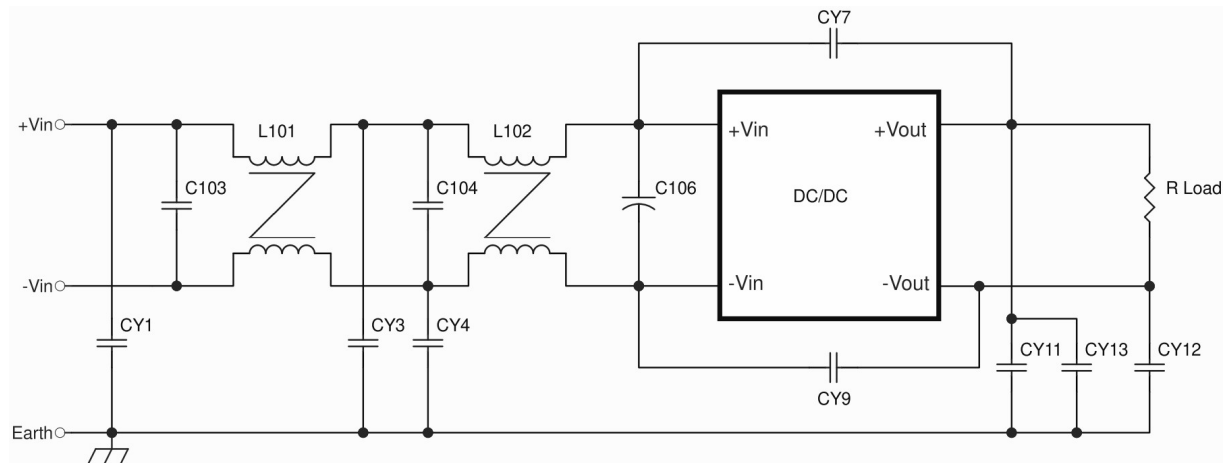 CY7
+Vin
L101
L102
+Vin
+Vout
C103
C104
C106
DC/DC
R Load
-Vin
-Vin
-Vout
CY1
CY3
CY4
CY9
CY11
CY13
CY12
Earth